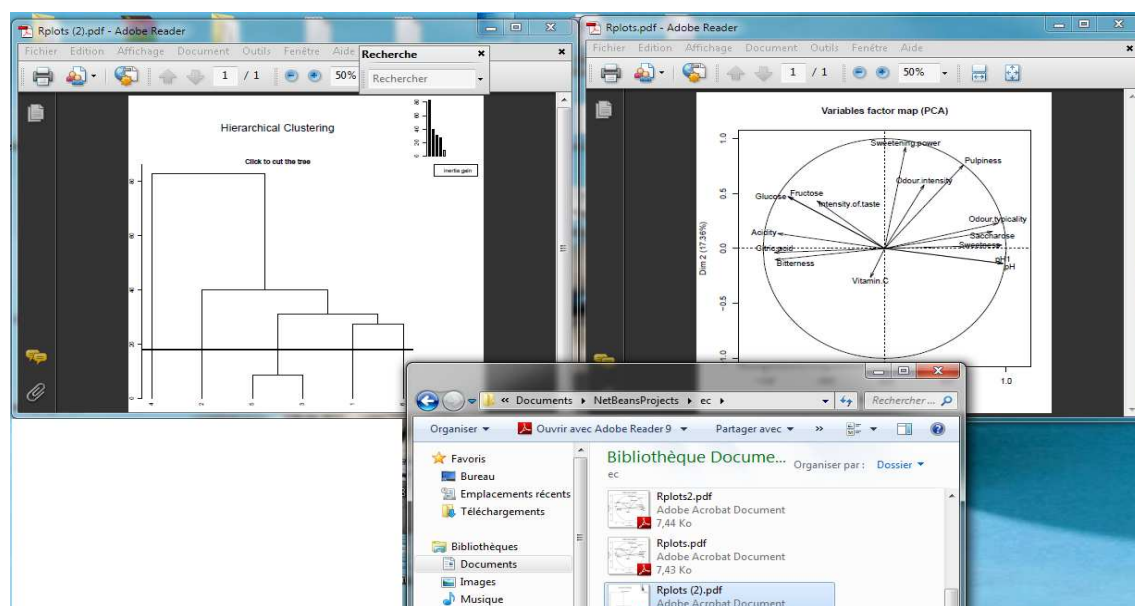 Rplots (2).pdf - Adobe Reader
Fichier Edition Affichage Document Outils Fenêtre Aide
Recherche
Rechercher
1 / 1 50%
Hierarchical Clustering
Click to cut the tree
inertia gain
Rplots.pdf - Adobe Reader
Fichier Edition Affichage Document Outils Fenêtre Aide
1 / 1 50%
Variables factor map (PCA)
Dim 2 (17.36%)
1.0
0.5
0.0
−0.5
1.0
Sweetening.power
Pulpiness
Odour.intensity
Fructose
Glucose
Intensity.of.taste
Odour.typicality
Acidity
Saccharose
Sweetness
Citric.acid
Bitterness
pH1
pH
Vitamin.C
« Documents NetBeansProjects ec
Rechercher ...
Organiser Ouvrir avec Adobe Reader 9 Partager avec »
Favoris
Bureau
Emplacements récents
Téléchargements
Bibliothèques
Documents
Images
Musique
Bibliothèque Docume...
Organiser par : Dossier
ec
Rplots2.pdf
Adobe Acrobat Document
7,44 Ko
Rplots.pdf
Adobe Acrobat Document
7,43 Ko
Rplots (2).pdf
Adobe Acrobat Document